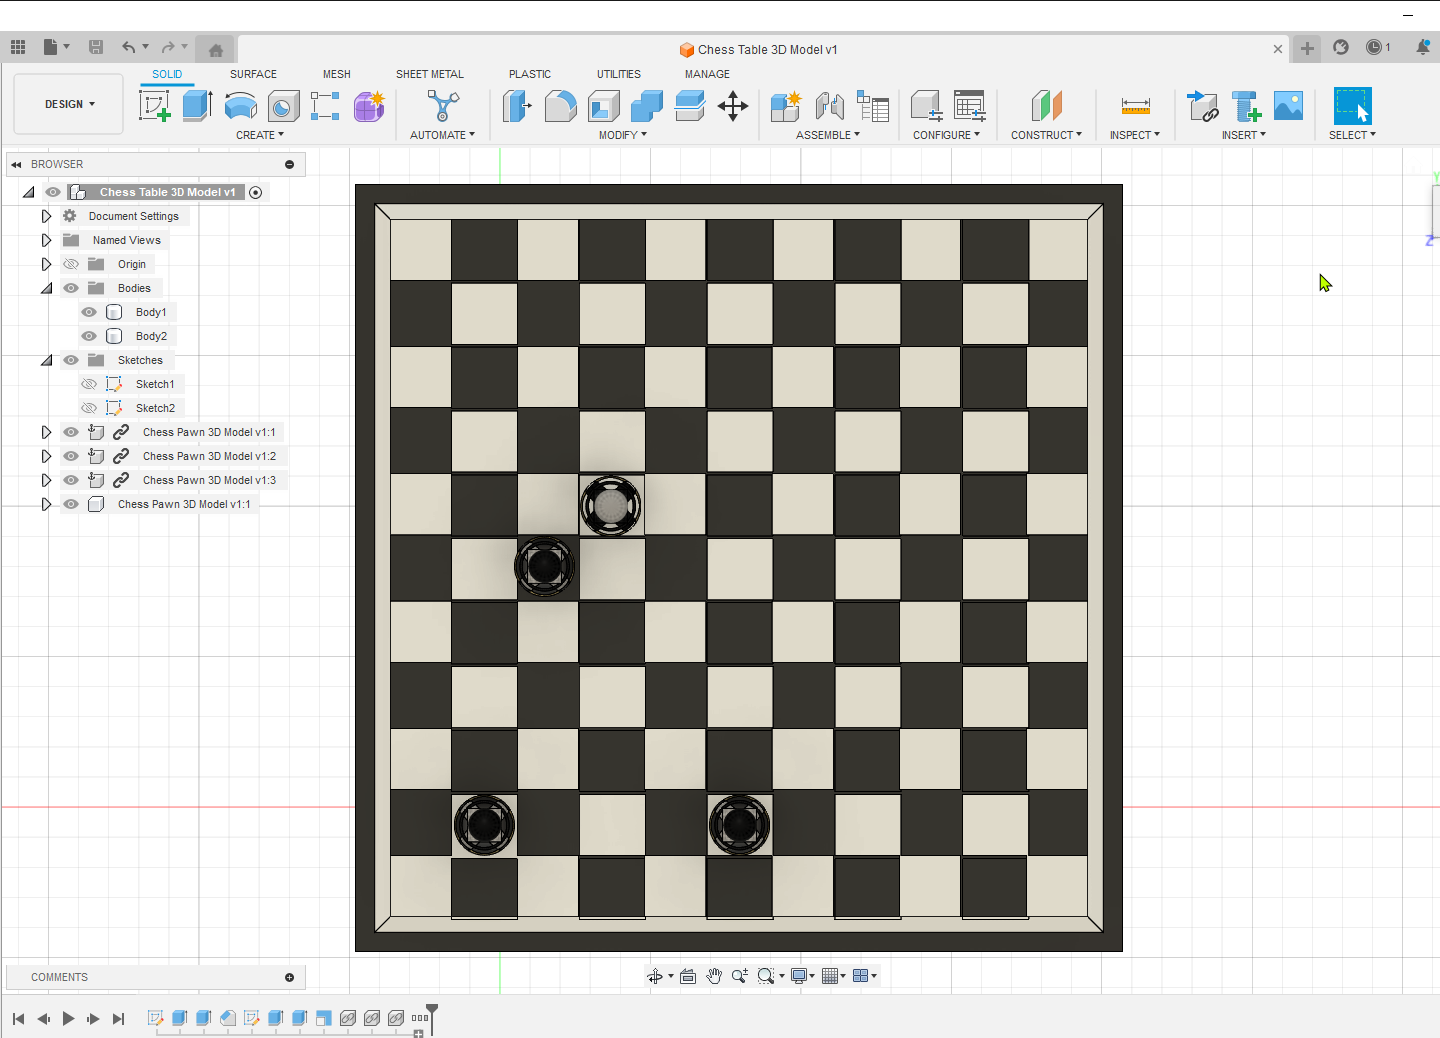 Chess Table 3D Model v1
1
SOLID SURFACE MESH SHEET METAL PLASTIC UTILITIES MANAGE
DESIGN
CREATE AUTOMATE MODIFY ASSEMBLE CONFIGURE CONSTRUCT INSPECT INSERT SELECT
BROWSER
Chess Table 3D Model v1
Document Settings
Named Views
Origin
Bodies
Body1
Body2
Sketches
Sketch1
Sketch2
Chess Pawn 3D Model v1:1
Chess Pawn 3D Model v1:2
Chess Pawn 3D Model v1:3
Chess Pawn 3D Model v1:1
Y
Z
COMMENTS